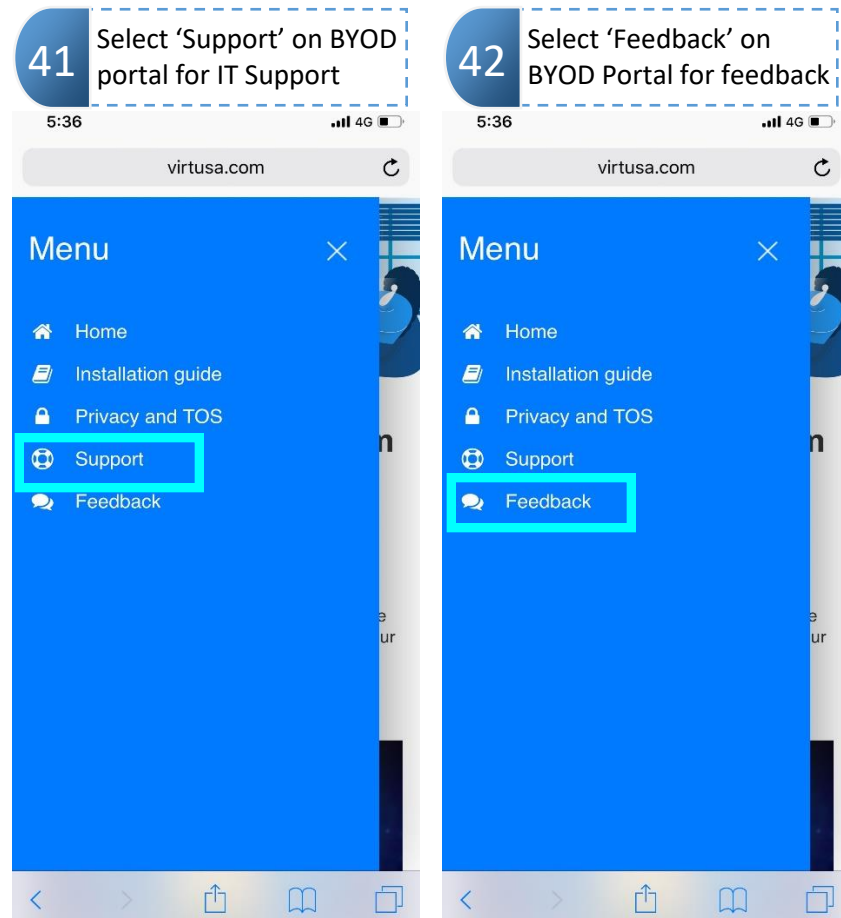 41
Select ‘Support’ on BYOD
portal for IT Support
5:36
4G
virtusa.com
Menu
Home
Installation guide
Privacy and TOS
Support
Feedback
m
e
ur
42
Select ‘Feedback’ on
BYOD Portal for feedback
5:36
4G
virtusa.com
Menu
Home
Installation guide
Privacy and TOS
Support
Feedback
m
e
ur